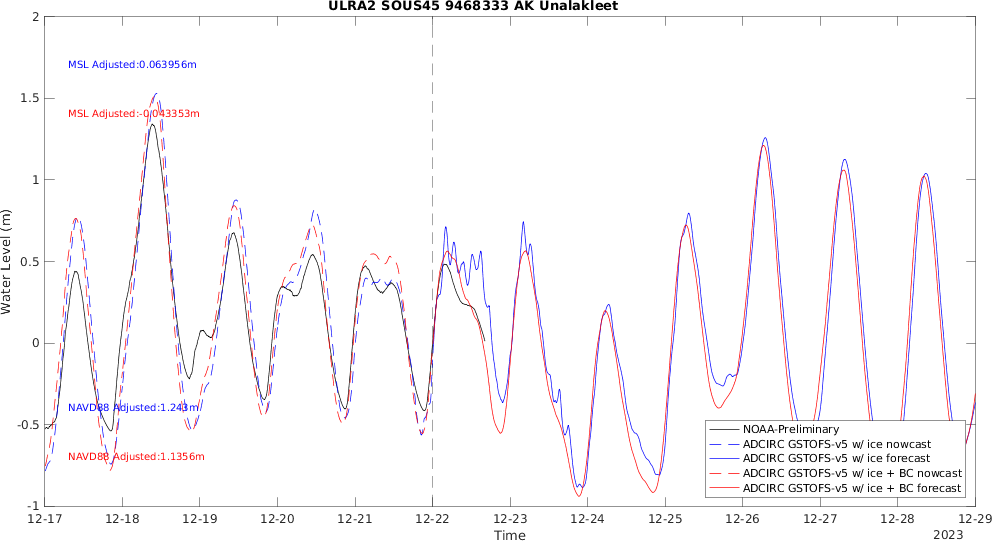 ULRA2 SOUS45 9468333 AK Unalakleet
MSL Adjusted:0.063956m
MSL Adjusted:-0.043353m
NAVD88 Adjusted:1.243m
NAVD88 Adjusted:1.1356m
Water Level (m)
2
1.5
1
0.5
0
-0.5
-1
12-17
12-18
12-19
12-20
12-21
12-22
12-23
12-24
12-25
12-26
12-27
12-28
12-29
Time
2023
NOAA-Preliminary
ADCIRC GSTOFS-v5 w/ ice nowcast
ADCIRC GSTOFS-v5 w/ ice forecast
ADCIRC GSTOFS-v5 w/ ice + BC nowcast
ADCIRC GSTOFS-v5 w/ ice + BC forecast